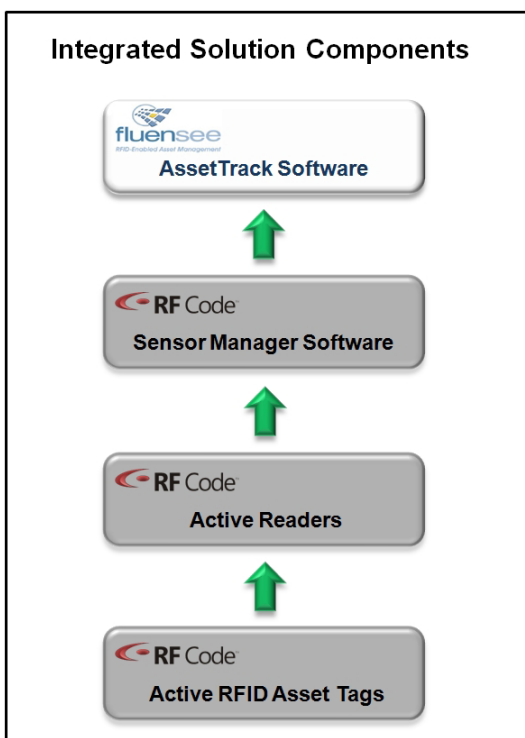 Integrated Solution Components
fluensee
RFID-Enabled Asset Management
AssetTrack Software
RF Code
Sensor Manager Software
RF Code
Active Readers
RF Code
Active RFID Asset Tags